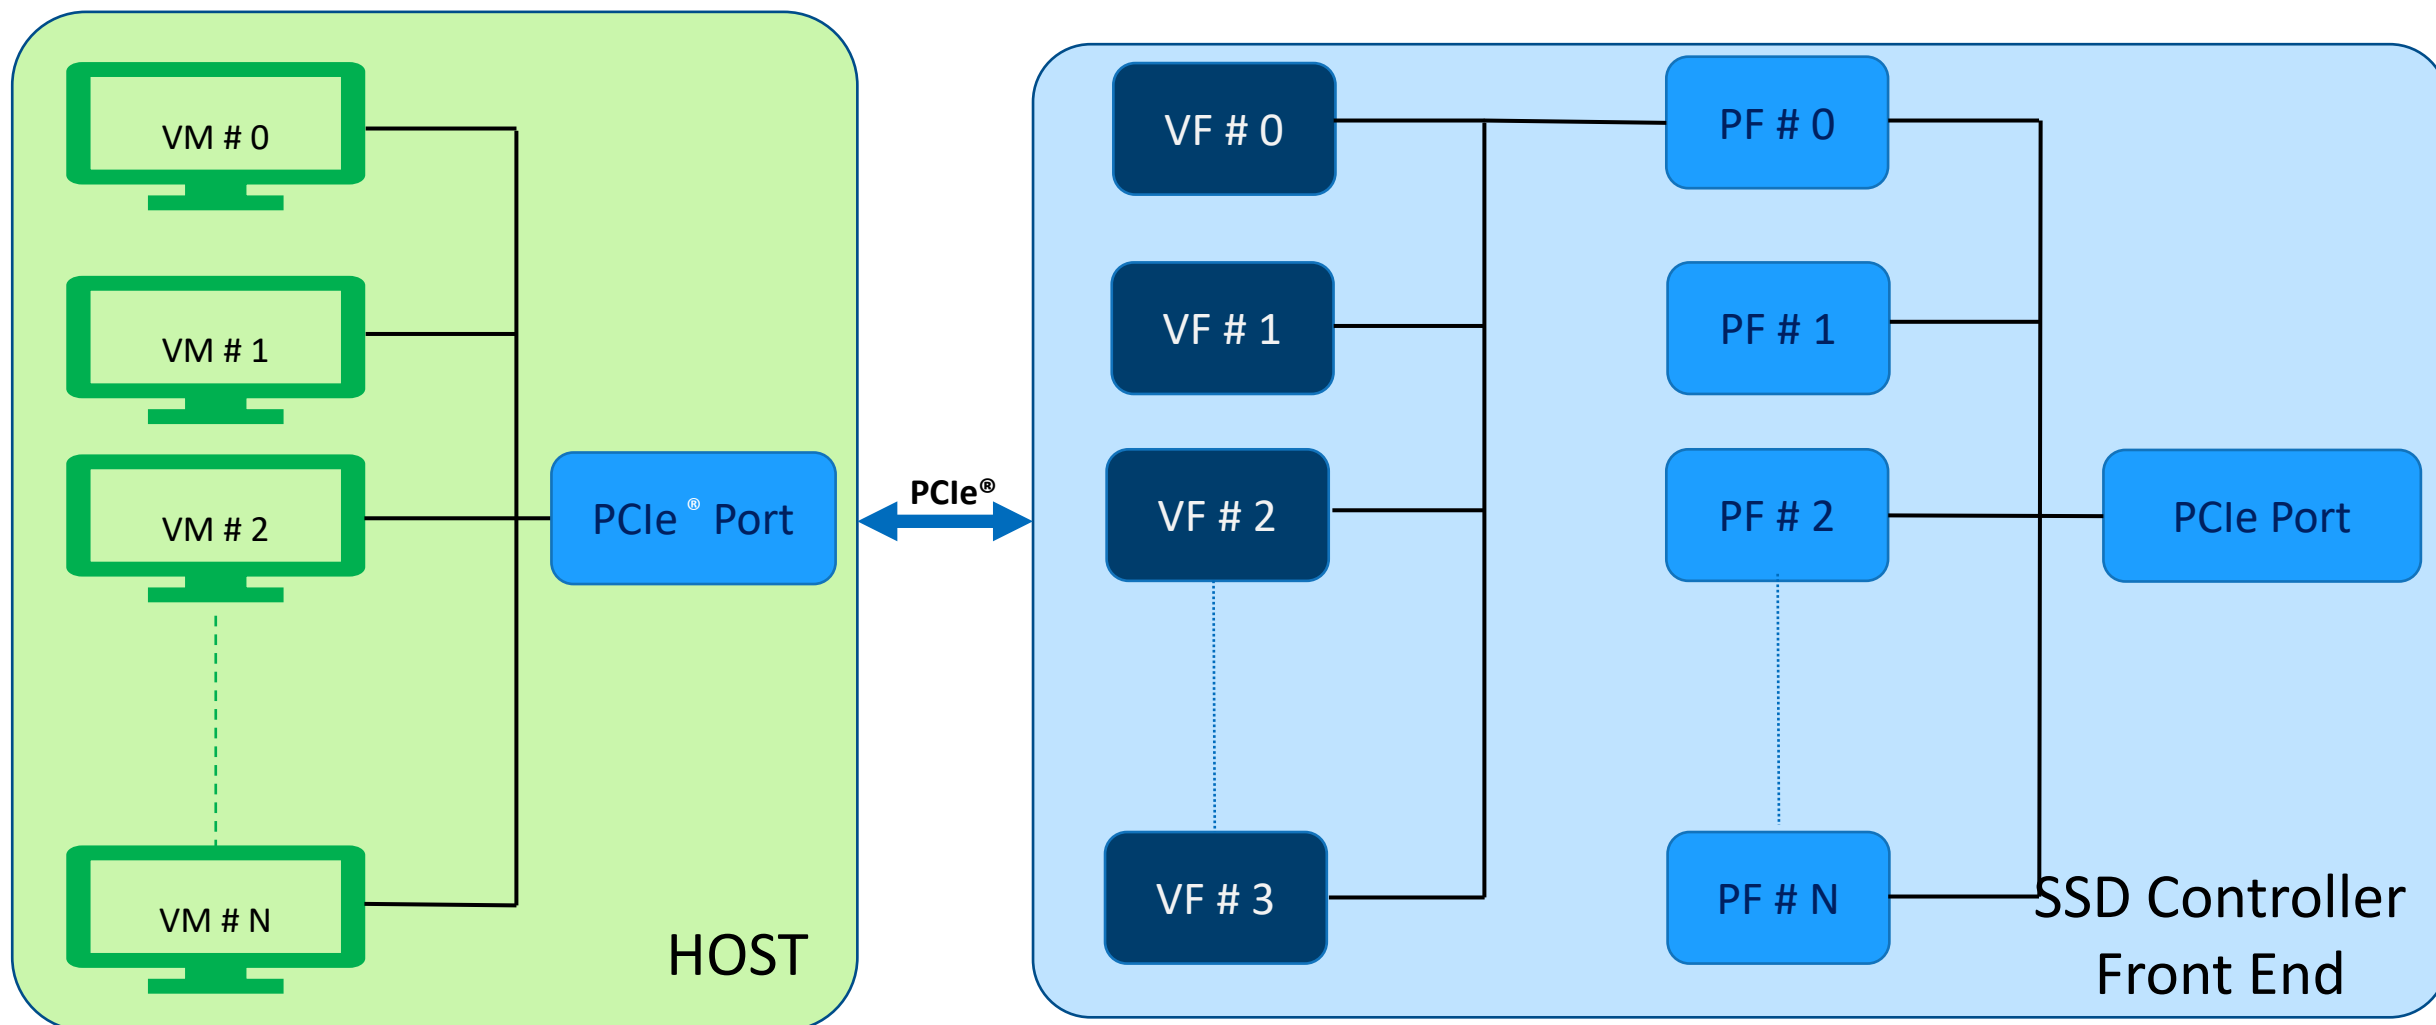 VM # 0
VM # 1
VM # 2
VM # N
PCIe ® Port
HOST
PCIe®
VF # 0
VF # 1
VF # 2
VF # 3
PF # 0
PF # 1
PF # 2
PF # N
PCIe Port
SSD Controller
Front End